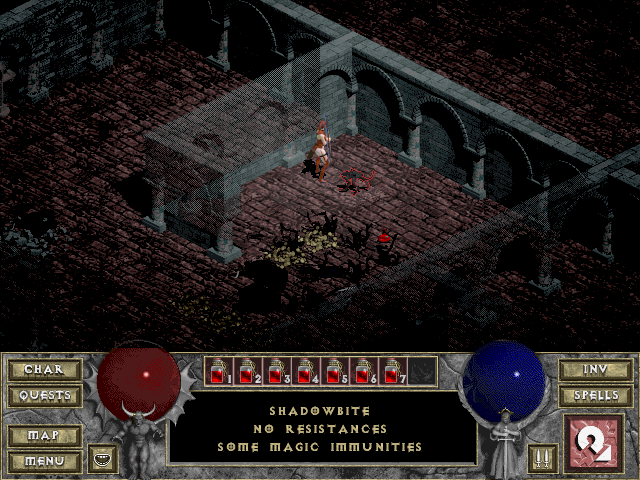 CHAR
QUESTS
MAP
MENU
1 2 3 4 5 6 7
SHADOWBITE
NO RESISTANCES
SOME MAGIC IMMUNITIES
INV
SPELLS